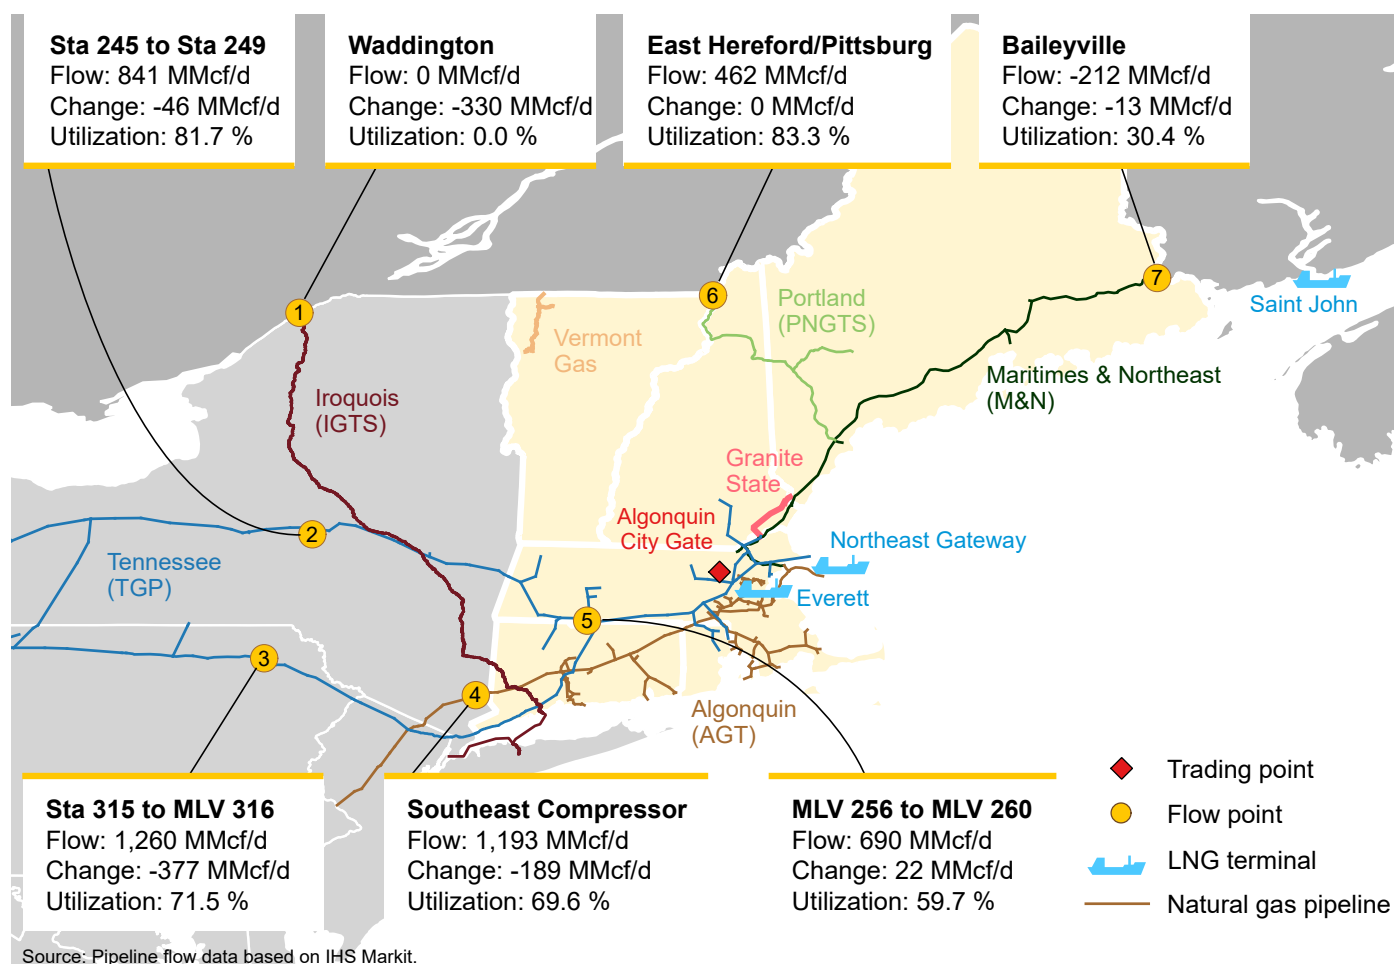 Sta 245 to Sta 249
Flow: 841 MMcf/d
Change: -46 MMcf/d
Utilization: 81.7 %
Waddington
Flow: 0 MMcf/d
Change: -330 MMcf/d
Utilization: 0.0 %
East Hereford/Pittsburg
Flow: 462 MMcf/d
Change: 0 MMcf/d
Utilization: 83.3 %
Baileyville
Flow: -212 MMcf/d
Change: -13 MMcf/d
Utilization: 30.4 %
1
6
7
Saint John
Portland
(PNGTS)
Vermont
Gas
Iroquois
(IGTS)
Maritimes & Northeast
(M&N)
Granite
State
Algonquin
City Gate
2
Northeast Gateway
Tennessee
(TGP)
Everett
5
3
4
Algonquin
(AGT)
Sta 315 to MLV 316
Flow: 1,260 MMcf/d
Change: -377 MMcf/d
Utilization: 71.5 %
Southeast Compressor
Flow: 1,193 MMcf/d
Change: -189 MMcf/d
Utilization: 69.6 %
MLV 256 to MLV 260
Flow: 690 MMcf/d
Change: 22 MMcf/d
Utilization: 59.7 %
Trading point
Flow point
LNG terminal
Natural gas pipeline
Source: Pipeline flow data based on IHS Markit.